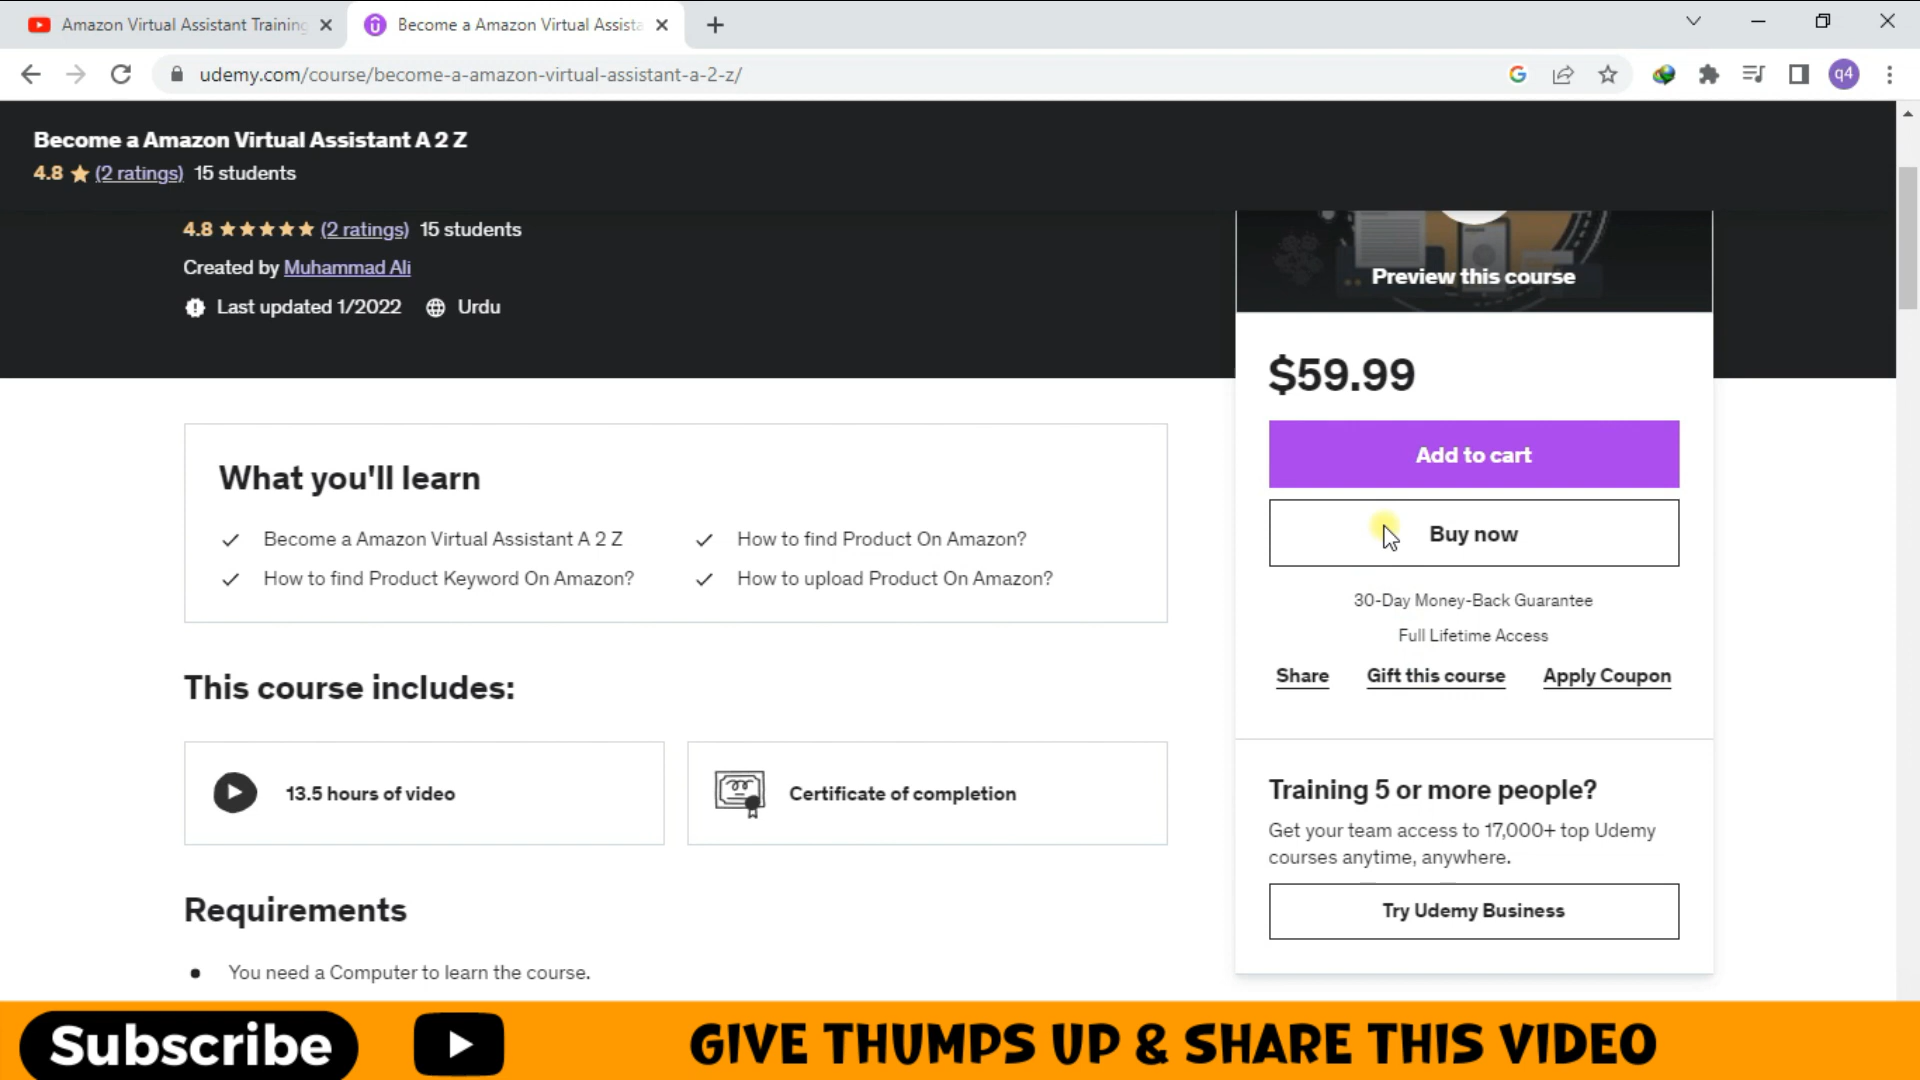 Amazon Virtual Assistant Training
Become a Amazon Virtual Assista
udemy.com/course/become-a-amazon-virtual-assistant-a-2-z/
q4
Become a Amazon Virtual Assistant A 2 Z
4.8 ★ (2 ratings) 15 students
4.8 ★★★★★ (2 ratings) 15 students
Created by Muhammad Ali
Last updated 1/2022 Urdu
Preview this course
$59.99
Add to cart
Buy now
30-Day Money-Back Guarantee
Full Lifetime Access
Share Gift this course Apply Coupon
Training 5 or more people?
Get your team access to 17,000+ top Udemy
courses anytime, anywhere.
Try Udemy Business
What you'll learn
Become a Amazon Virtual Assistant A 2 Z
How to find Product On Amazon?
How to find Product Keyword On Amazon?
How to upload Product On Amazon?
This course includes:
13.5 hours of video
Certificate of completion
Requirements
You need a Computer to learn the course.
Subscribe
GIVE THUMPS UP & SHARE THIS VIDEO